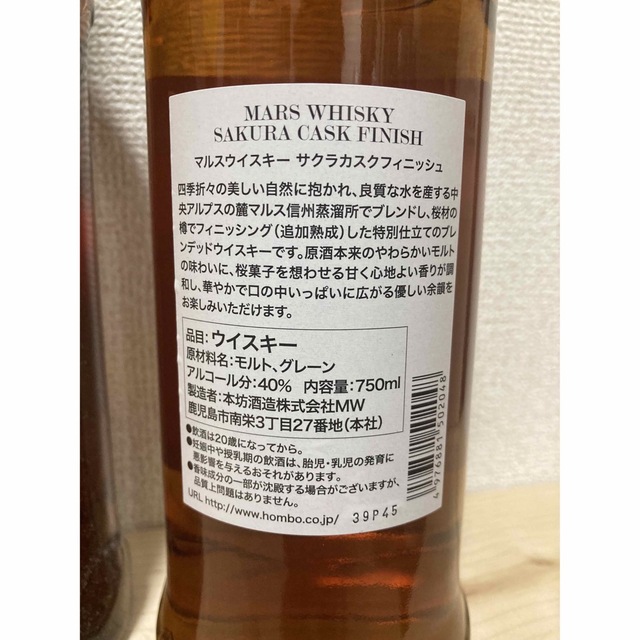 MARS WHISKY
SAKURA CASK FINISH
マルスウイスキー サクラカスクフィニッシュ
四季折々の美しい自然に抱かれ、良質な水を産する中
央アルプスの麓マルス信州蒸溜所でブレンドし、桜材の
樽でフィニッシング（追加熟成）した特別仕立てのブレ
ンデッドウイスキーです。原酒本来のやわらかいモルト
の味わいに、桜菓子を想わせる甘く心地よい香りが調
和し、華やかで口の中いっぱいに広がる優しい余韻を
お楽しみいただけます。
品目：ウイスキー
原材料名：モルト、グレーン
アルコール分：40% 内容量：750ml
製造者：本坊酒造株式会社MW
鹿児島市南栄3丁目27番地（本社）
●飲酒は20歳になってから。
●妊娠中や授乳期の飲酒は、胎児・乳児の発育に
悪影響を与えるおそれがあります。
●香味成分の一部が沈殿する場合がございますが、
品質上問題はありません。
URL http://www.hombo.co.jp/ 39P45
4 976881 502048